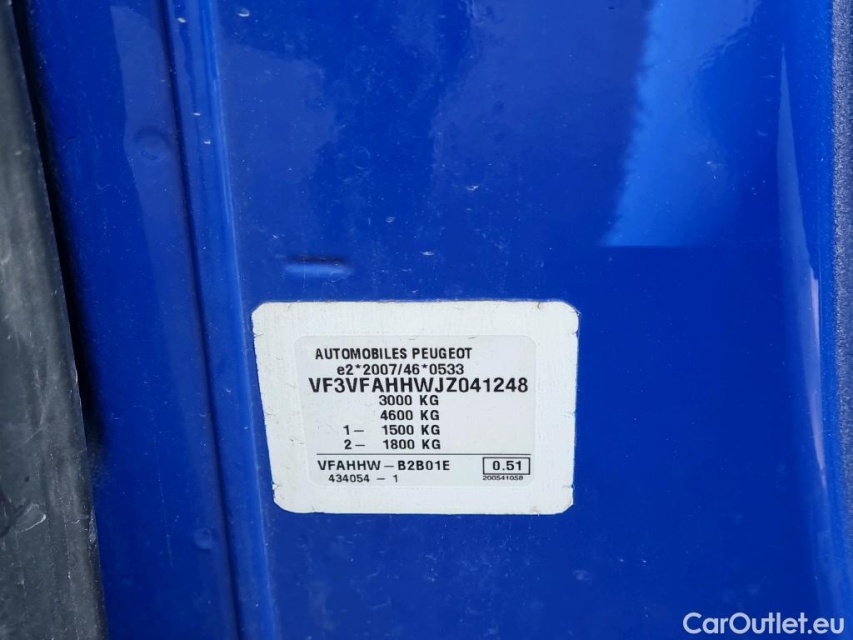 AUTOMOBILES PEUGEOT
e2*2007/46*0533
VF3VFAHHWJZ041248
3000 KG
4600 KG
1– 1500 KG
2– 1800 KG
VFAHHW–B2B01E 0.51
434054 – 1 200541058
CarOutlet.eu